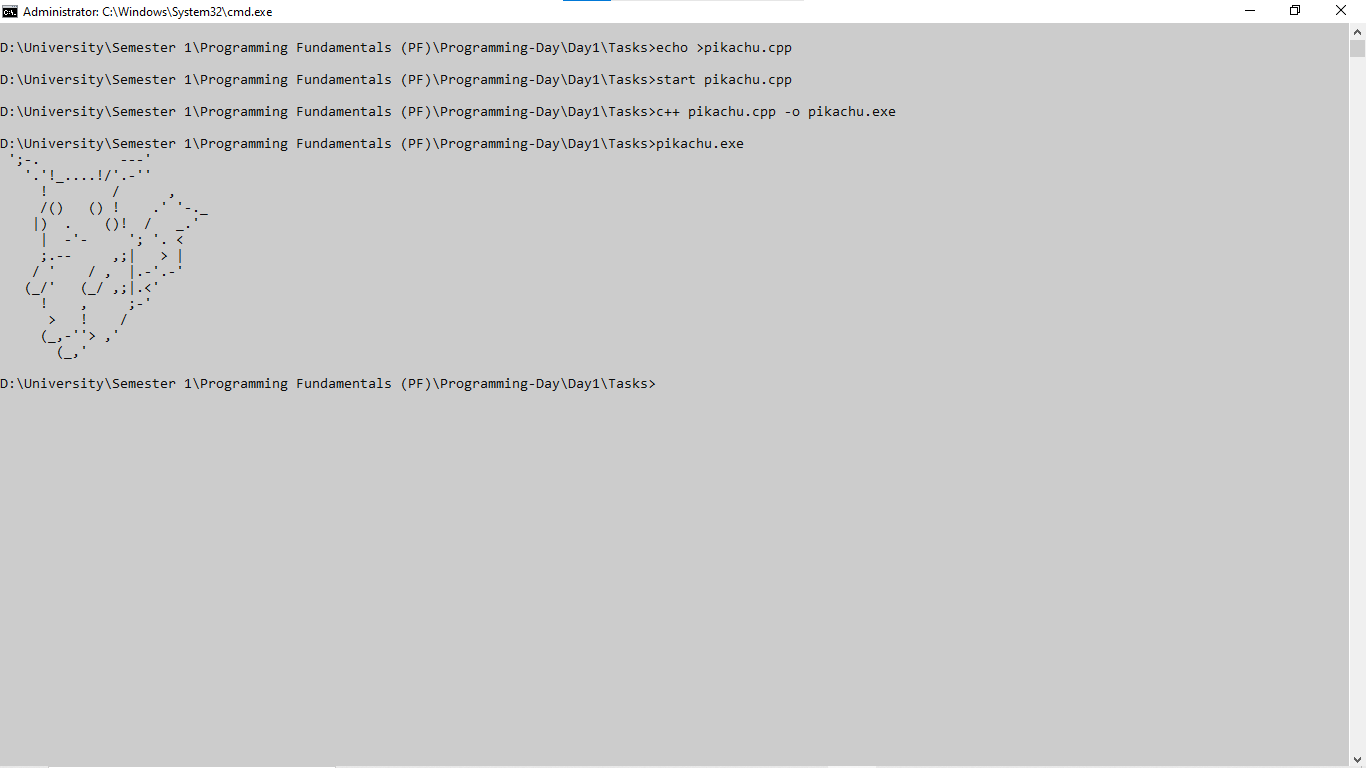 Administrator: C:\Windows\System32\cmd.exe
D:\University\Semester 1\Programming Fundamentals (PF)\Programming-Day\Day1\Tasks>echo >pikachu.cpp
D:\University\Semester 1\Programming Fundamentals (PF)\Programming-Day\Day1\Tasks>start pikachu.cpp
D:\University\Semester 1\Programming Fundamentals (PF)\Programming-Day\Day1\Tasks>c++ pikachu.cpp -o pikachu.exe
D:\University\Semester 1\Programming Fundamentals (PF)\Programming-Day\Day1\Tasks>pikachu.exe
 ';-.          ---'
   '.'!_....!/'.-''
     !        /      ,
     /()   () !    .' '-._
    |)  .    ()!  /   _.'
     |  -'-     '; '. <
     ;.--     ,;|   > |
    / '    / ,  |.-'.-'
   (_/'   (_/ ,;|.<'
     !    ,     ;-'
      >   !    /
     (_,-''> ,'
       (_,'
D:\University\Semester 1\Programming Fundamentals (PF)\Programming-Day\Day1\Tasks>